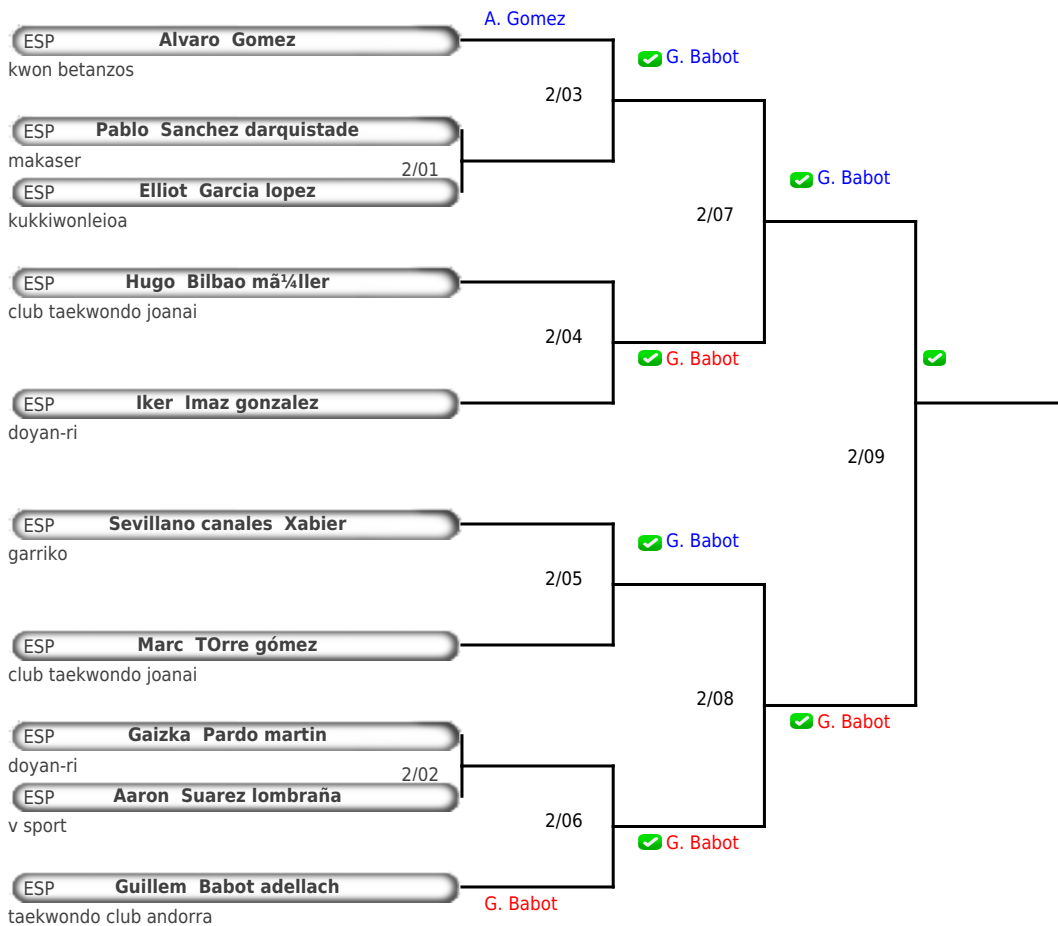 A. Gomez
ESP Alvaro Gomez
kwon betanzos
G. Babot
2/03
ESP Pablo Sanchez darquistade
makaser
2/01
ESP Elliot Garcia lopez
kukkiwonleioa
G. Babot
2/07
ESP Hugo Bilbao mã¼ller
club taekwondo joanai
2/04
G. Babot
ESP Iker Imaz gonzalez
doyan-ri
2/09
ESP Sevillano canales Xabier
garriko
G. Babot
2/05
ESP Marc TOrre gómez
club taekwondo joanai
2/08
G. Babot
ESP Gaizka Pardo martin
doyan-ri
2/02
ESP Aaron Suarez lombraña
v sport
2/06
G. Babot
ESP Guillem Babot adellach
G. Babot
taekwondo club andorra